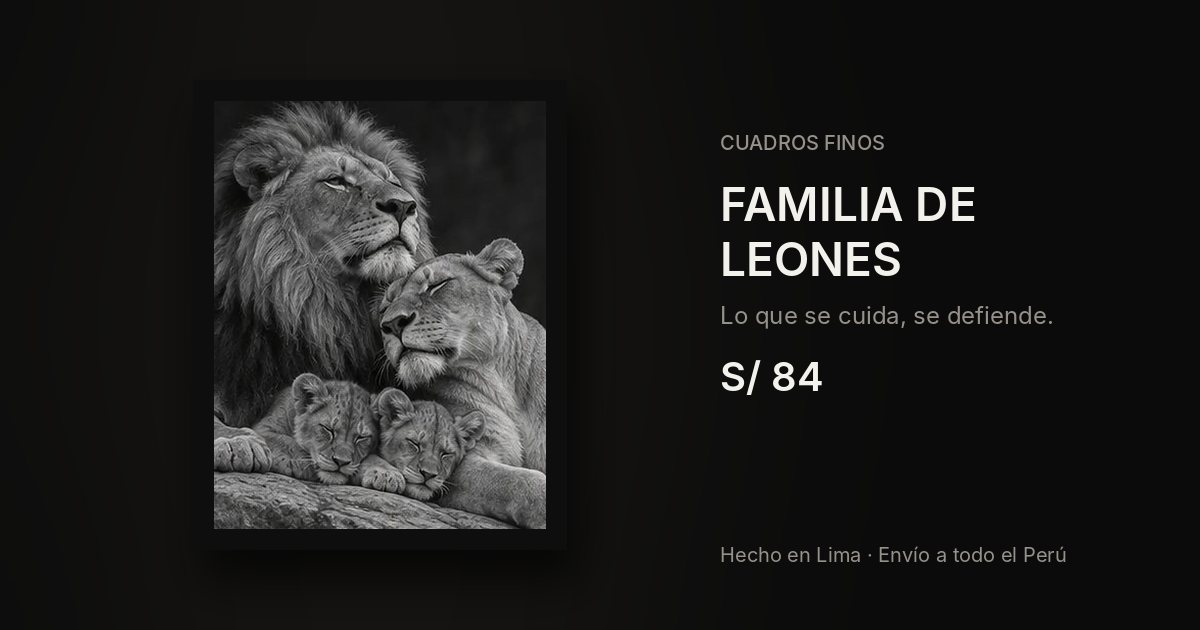 CUADROS FINOS
FAMILIA DE
LEONES
Lo que se cuida, se defiende.
S/ 84
Hecho en Lima · Envío a todo el Perú